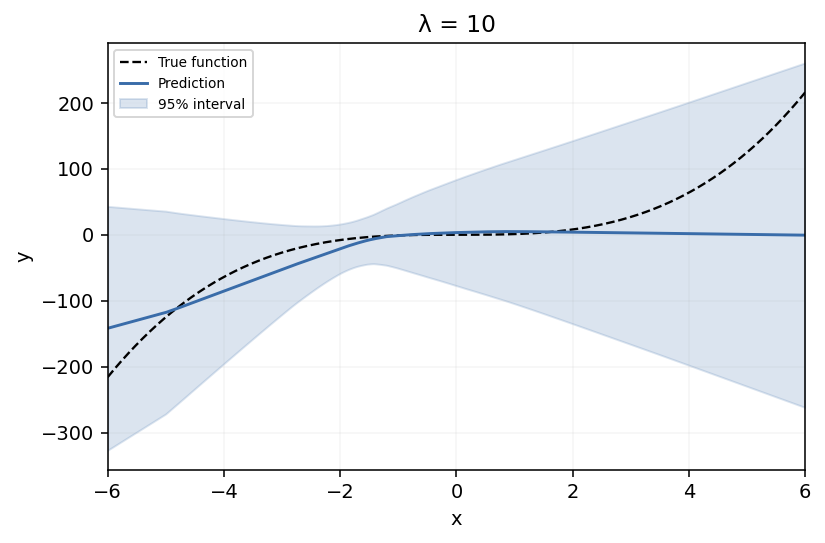 λ = 10
True function
Prediction
95% interval
y
200
100
0
−100
−200
−300
−6
−4
−2
0
2
4
6
x